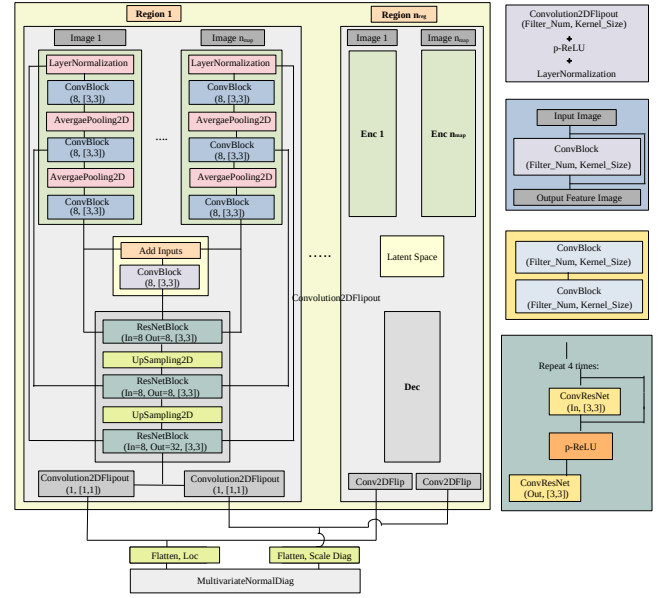 Region 1
Image 1
Image n_map
LayerNormalization
ConvBlock
(8, [3,3])
AvergaePooling2D
ConvBlock
(8, [3,3])
AvergaePooling2D
ConvBlock
(8, [3,3])
....
LayerNormalization
ConvBlock
(8, [3,3])
AvergaePooling2D
ConvBlock
(8, [3,3])
AvergaePooling2D
ConvBlock
(8, [3,3])
Add Inputs
ConvBlock
(8, [3,3])
ResNetBlock
(In=8 Out=8, [3,3])
UpSampling2D
ResNetBlock
(In=8, Out=8, [3,3])
UpSampling2D
ResNetBlock
(In=8, Out=32, [3,3])
Convolution2DFlipout
(1, [1,1])
Convolution2DFlipout
(1, [1,1])
.....
Convolution2DFlipout
Region n_reg
Image 1
Image n_map
Enc 1
Enc n_map
Latent Space
Dec
Conv2DFlip
Conv2DFlip
Flatten, Loc
Flatten, Scale Diag
MultivariateNormalDiag
Convolution2DFlipout
(Filter_Num, Kernel_Size)
+
p-ReLU
+
LayerNormalization
Input Image
ConvBlock
(Filter_Num, Kernel_Size)
Output Feature Image
ConvBlock
(Filter_Num, Kernel_Size)
ConvBlock
(Filter_Num, Kernel_Size)
Repeat 4 times:
ConvResNet
(In, [3,3])
p-ReLU
ConvResNet
(Out, [3,3])